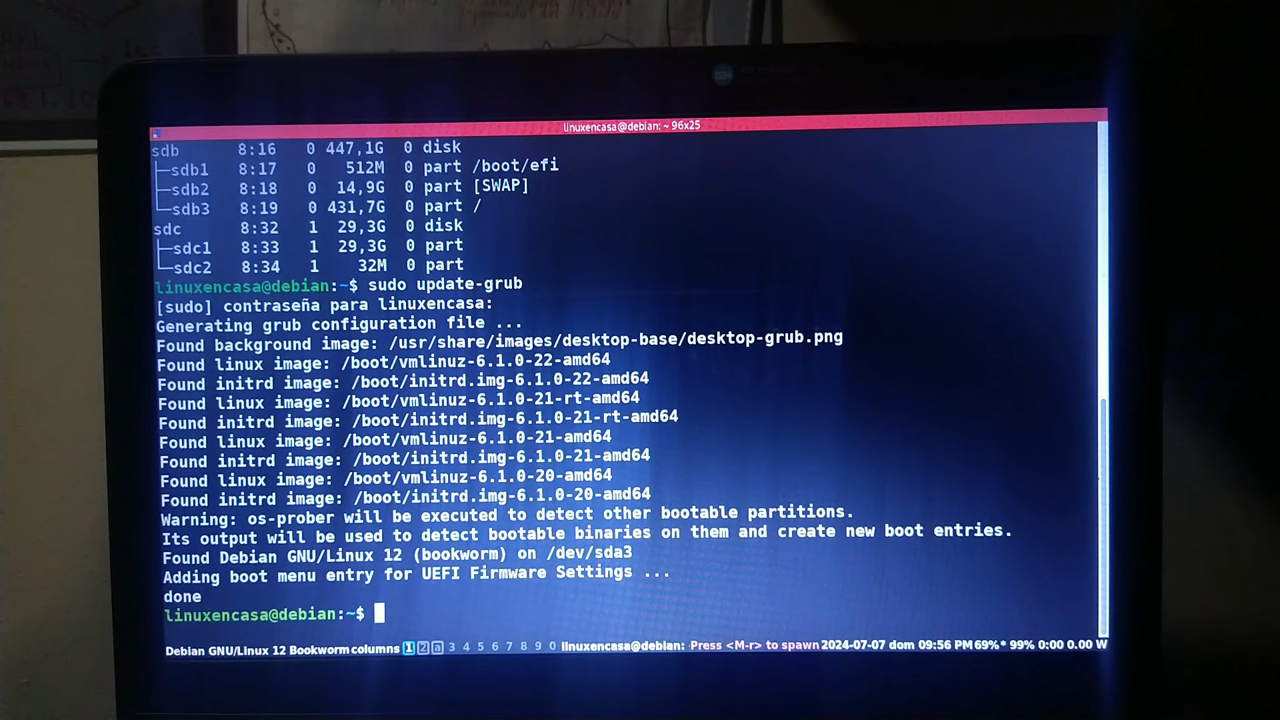 linuxencasa@debian: ~ 96x25
sdb 8:16 0 447,1G 0 disk
├─sdb1 8:17 0 512M 0 part /boot/efi
├─sdb2 8:18 0 14,9G 0 part [SWAP]
└─sdb3 8:19 0 431,7G 0 part /
sdc 8:32 1 29,3G 0 disk
├─sdc1 8:33 1 29,3G 0 part
└─sdc2 8:34 1 32M 0 part
linuxencasa@debian:~$ sudo update-grub
[sudo] contraseña para linuxencasa:
Generating grub configuration file ...
Found background image: /usr/share/images/desktop-base/desktop-grub.png
Found linux image: /boot/vmlinuz-6.1.0-22-amd64
Found initrd image: /boot/initrd.img-6.1.0-22-amd64
Found linux image: /boot/vmlinuz-6.1.0-21-rt-amd64
Found initrd image: /boot/initrd.img-6.1.0-21-rt-amd64
Found linux image: /boot/vmlinuz-6.1.0-21-amd64
Found initrd image: /boot/initrd.img-6.1.0-21-amd64
Found linux image: /boot/vmlinuz-6.1.0-20-amd64
Found initrd image: /boot/initrd.img-6.1.0-20-amd64
Warning: os-prober will be executed to detect other bootable partitions.
Its output will be used to detect bootable binaries on them and create new boot entries.
Found Debian GNU/Linux 12 (bookworm) on /dev/sda3
Adding boot menu entry for UEFI Firmware Settings ...
done
linuxencasa@debian:~$
Debian GNU/Linux 12 Bookworm columns 1 2 a 3 4 5 6 7 8 9 0 linuxencasa@debian: Press <M-r> to spawn 2024-07-07 dom 09:56 PM 69%* 99% 0:00 0.00 W